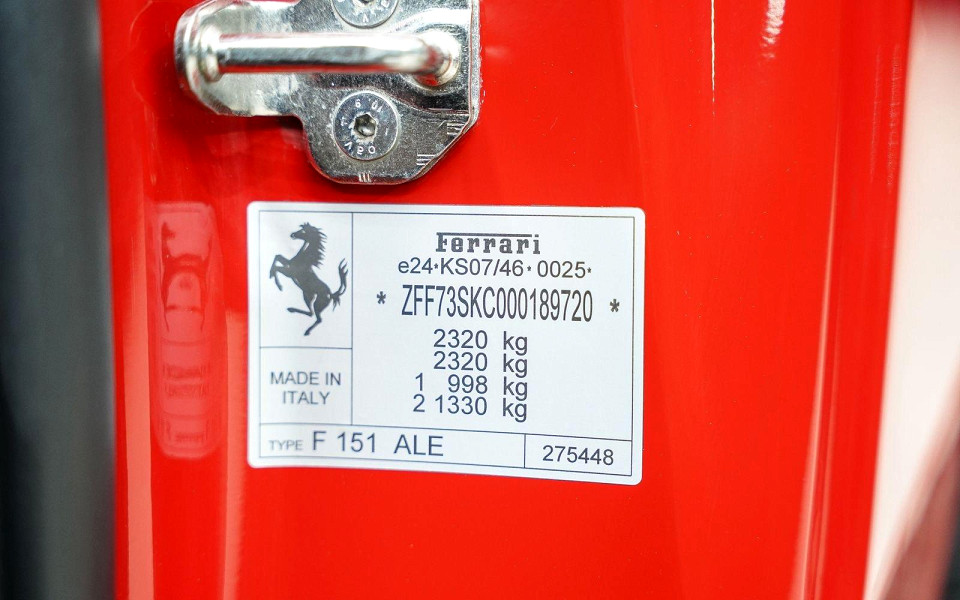 Ferrari
e24*KS07/46*0025*
* ZFF73SKC000189720 *
2320 kg
2320 kg
1 998 kg
2 1330 kg
MADE IN
ITALY
TYPE F 151 ALE
275448